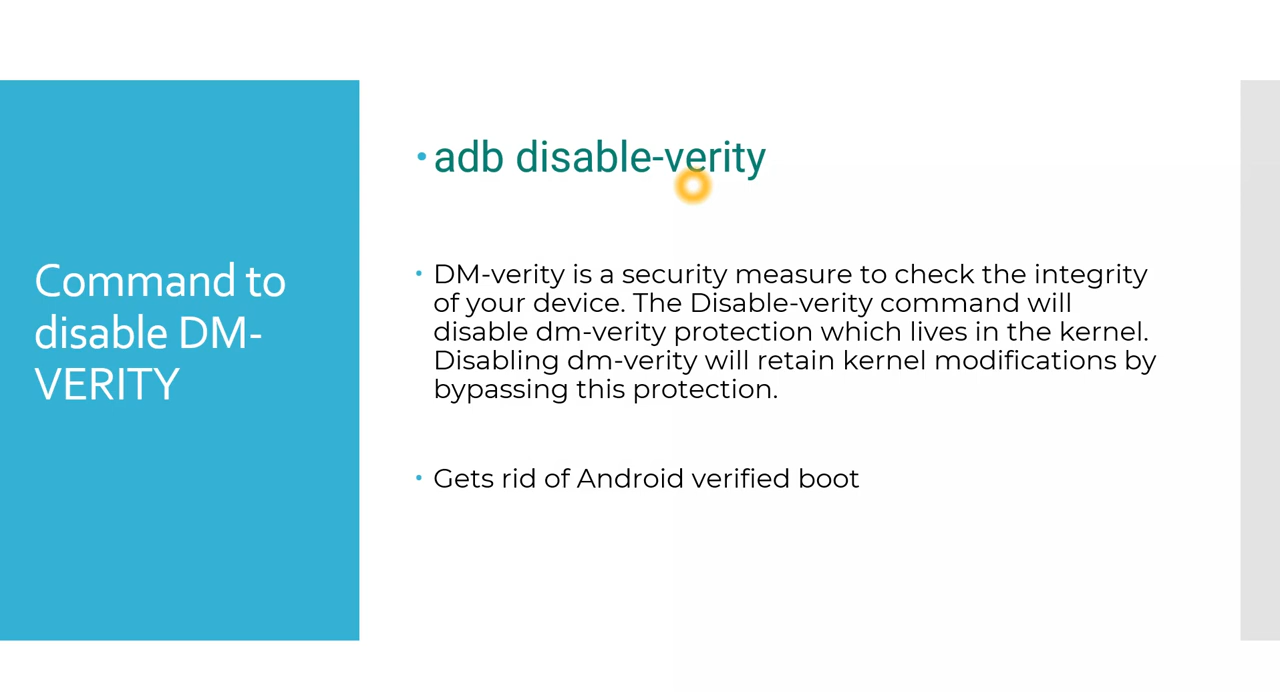 Command to
disable DM-
VERITY
• adb disable-verity
• DM-verity is a security measure to check the integrity
of your device. The Disable-verity command will
disable dm-verity protection which lives in the kernel.
Disabling dm-verity will retain kernel modifications by
bypassing this protection.
• Gets rid of Android verified boot